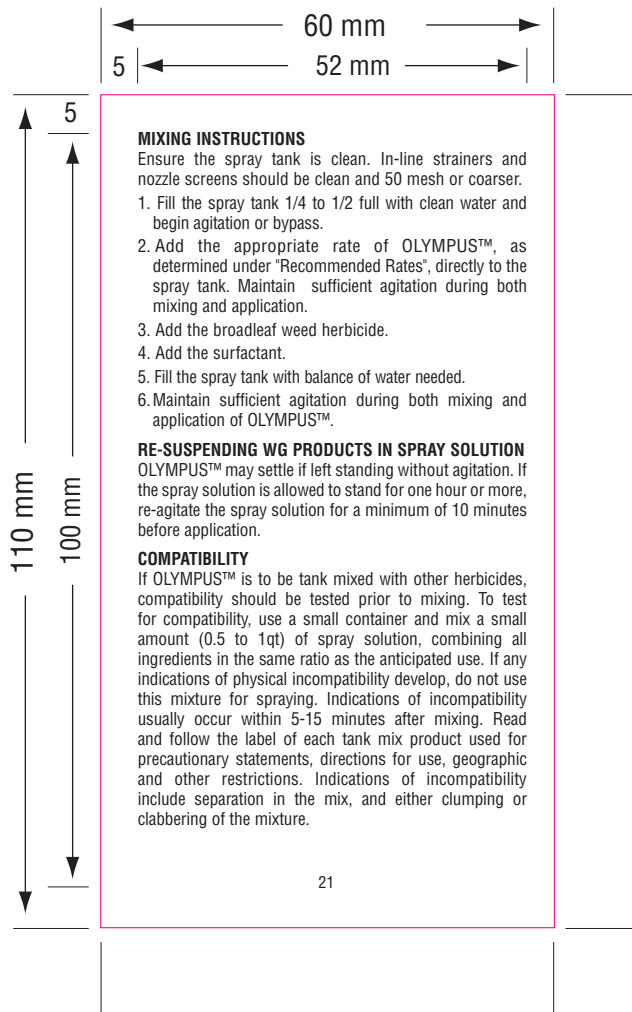 60 mm
5
52 mm
5
110 mm
100 mm
MIXING INSTRUCTIONS
Ensure the spray tank is clean. In-line strainers and
nozzle screens should be clean and 50 mesh or coarser.
1. Fill the spray tank 1/4 to 1/2 full with clean water and
begin agitation or bypass.
2. Add the appropriate rate of OLYMPUS™, as
determined under "Recommended Rates", directly to the
spray tank. Maintain sufficient agitation during both
mixing and application.
3. Add the broadleaf weed herbicide.
4. Add the surfactant.
5. Fill the spray tank with balance of water needed.
6. Maintain sufficient agitation during both mixing and
application of OLYMPUS™.
RE-SUSPENDING WG PRODUCTS IN SPRAY SOLUTION
OLYMPUS™ may settle if left standing without agitation. If
the spray solution is allowed to stand for one hour or more,
re-agitate the spray solution for a minimum of 10 minutes
before application.
COMPATIBILITY
If OLYMPUS™ is to be tank mixed with other herbicides,
compatibility should be tested prior to mixing. To test
for compatibility, use a small container and mix a small
amount (0.5 to 1qt) of spray solution, combining all
ingredients in the same ratio as the anticipated use. If any
indications of physical incompatibility develop, do not use
this mixture for spraying. Indications of incompatibility
usually occur within 5-15 minutes after mixing. Read
and follow the label of each tank mix product used for
precautionary statements, directions for use, geographic
and other restrictions. Indications of incompatibility
include separation in the mix, and either clumping or
clabbering of the mixture.
21